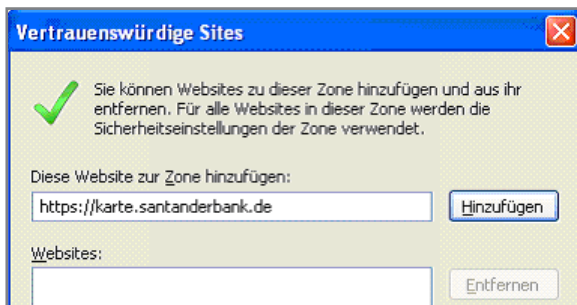 Vertrauenswürdige Sites
Sie können Websites zu dieser Zone hinzufügen und aus ihr
entfernen. Für alle Websites in dieser Zone werden die
Sicherheitseinstellungen der Zone verwendet.
Diese Website zur Zone hinzufügen:
https://karte.santanderbank.de
Hinzufügen
Websites:
Entfernen